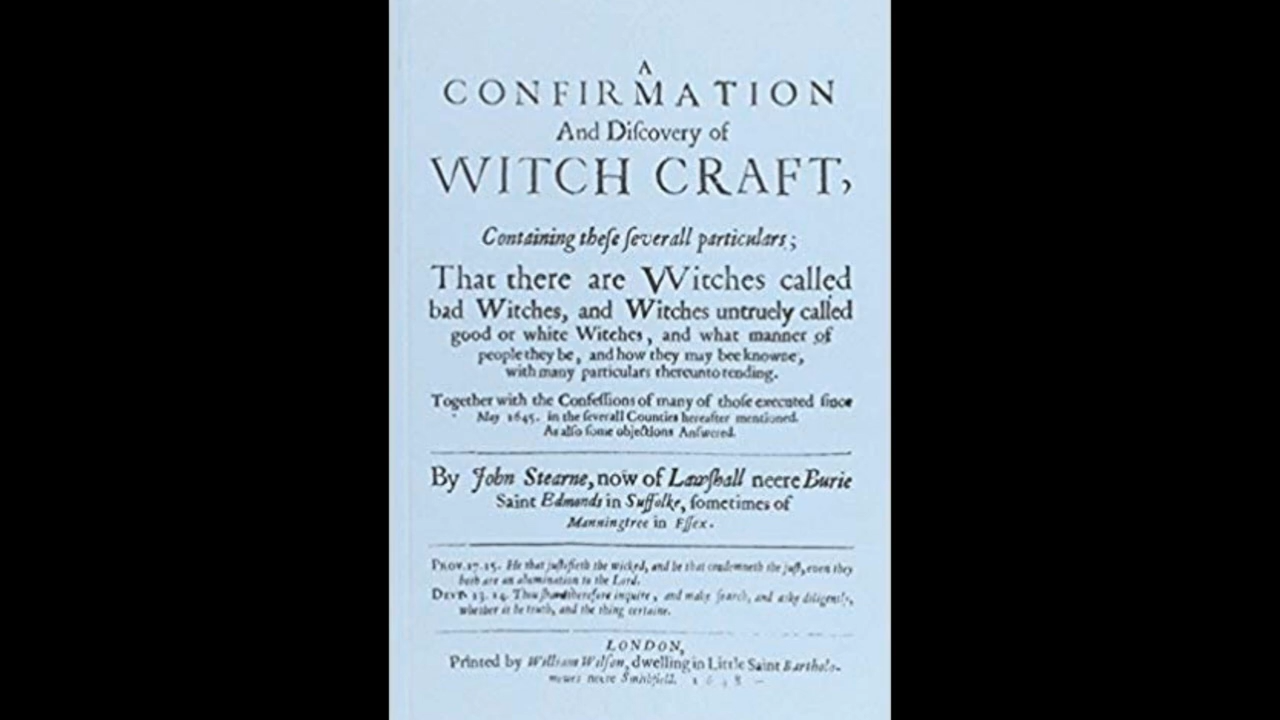 A
CONFIRMATION
And Diſcovery of
WITCH CRAFT,
Containing theſe ſeverall particulars;
That there are Witches called
bad Witches, and Witches untruely called
good or white Witches, and what manner of
people they be, and how they may bee knowne,
with many particulars thereunto tending.
Together with the Confeſſions of many of thoſe executed ſince
May 1645. in the ſeverall Counties hereafter mentioned.
As alſo ſome objections Anſwered.
By John Stearne, now of Lawſhall neere Burie
Saint Edmonds in Suffolke, ſometimes of
Manningtree in Eſſex.
PROV. 17. 15. He that juſtifieth the wicked, and he that condemneth the juſt, even they
both are an abomination to the Lord.
DEVT. 13. 14. Thou ſhalt therefore inquire, and make ſearch, and aske diligently,
whether it be truth, and the thing certaine.
LONDON,
Printed by William Wilſon, dwelling in Little Saint Bartholo-
mewes neere Smithfield. 1648